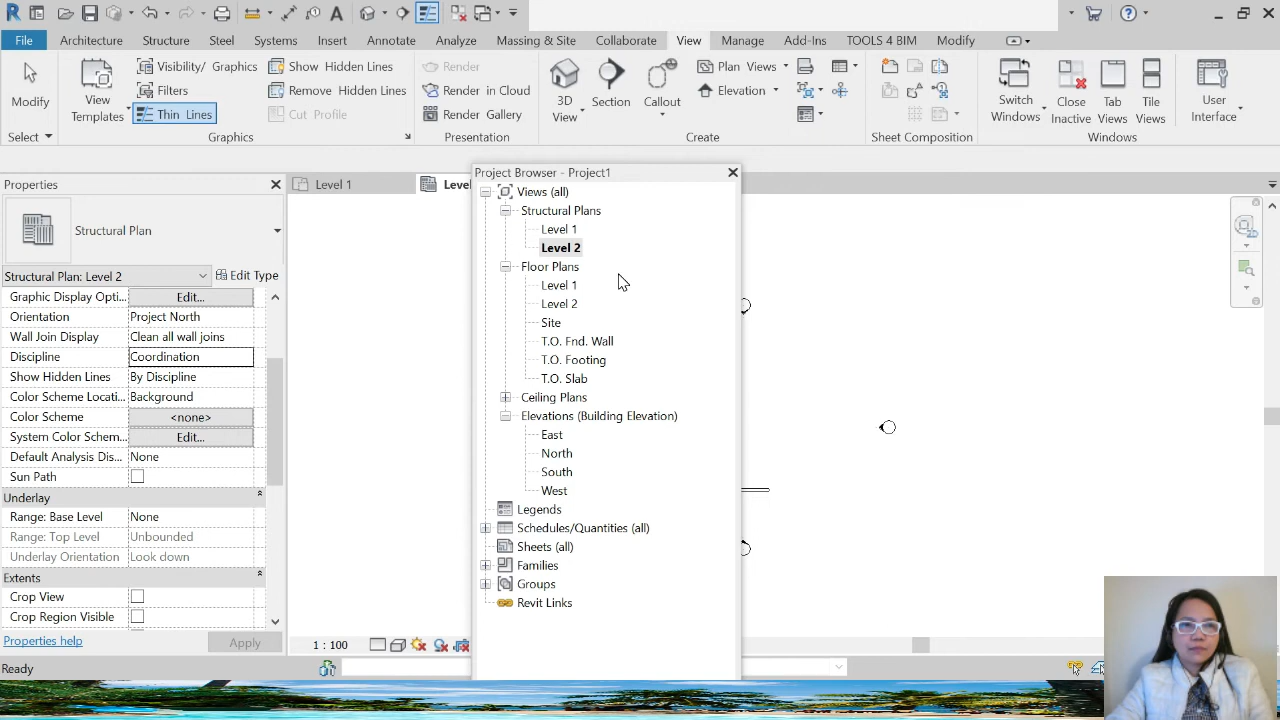 File Architecture Structure Steel Systems Insert Annotate Analyze Massing & Site Collaborate View Manage Add-Ins TOOLS 4 BIM Modify
Modify
View Templates
Visibility/ Graphics
Filters
Thin Lines
Show Hidden Lines
Remove Hidden Lines
Cut Profile
Render
Render in Cloud
Render Gallery
3D View
Section
Callout
Plan Views
Elevation
Switch Windows
Close Inactive
Tab Views
Tile Views
User Interface
Select Graphics Presentation Create Sheet Composition Windows
Properties
Structural Plan
Structural Plan: Level 2 Edit Type
Graphic Display Opti... Edit...
Orientation Project North
Wall Join Display Clean all wall joins
Discipline Coordination
Show Hidden Lines By Discipline
Color Scheme Locati... Background
Color Scheme <none>
System Color Schem... Edit...
Default Analysis Dis... None
Sun Path
Underlay
Range: Base Level None
Range: Top Level Unbounded
Underlay Orientation Look down
Extents
Crop View
Crop Region Visible
Properties help Apply
Level 1
Level
Project Browser - Project1
Views (all)
Structural Plans
Level 1
Level 2
Floor Plans
Level 1
Level 2
Site
T.O. Fnd. Wall
T.O. Footing
T.O. Slab
Ceiling Plans
Elevations (Building Elevation)
East
North
South
West
Legends
Schedules/Quantities (all)
Sheets (all)
Families
Groups
Revit Links
1 : 100
Ready